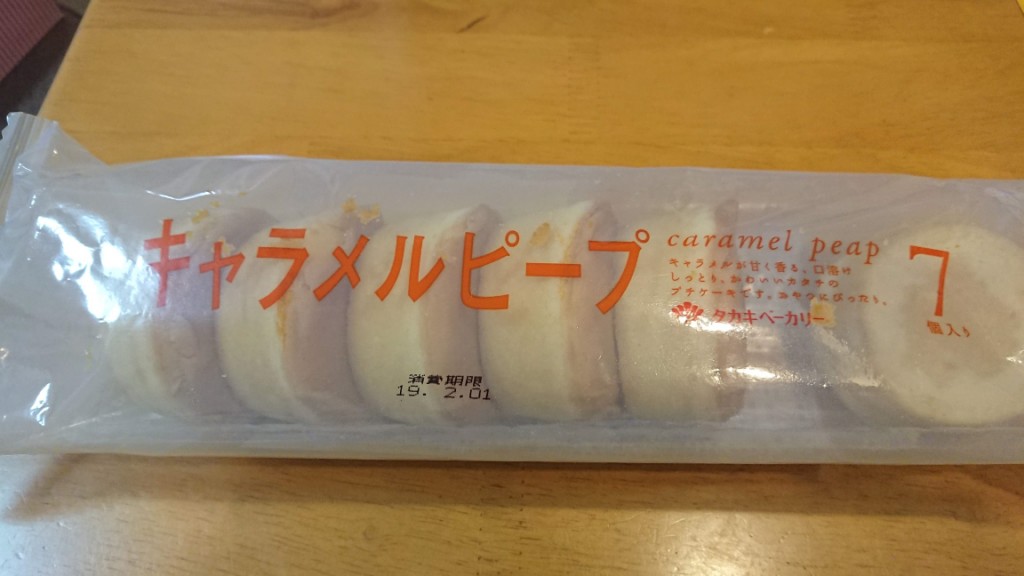 キャラメルピープ
caramel peap
キャラメルが甘く香る、口溶け
しっとり、かわいいカタチの
プチケーキです。おやつにぴったり。
タカキベーカリー
7
個入り
消費期限
19. 2.01